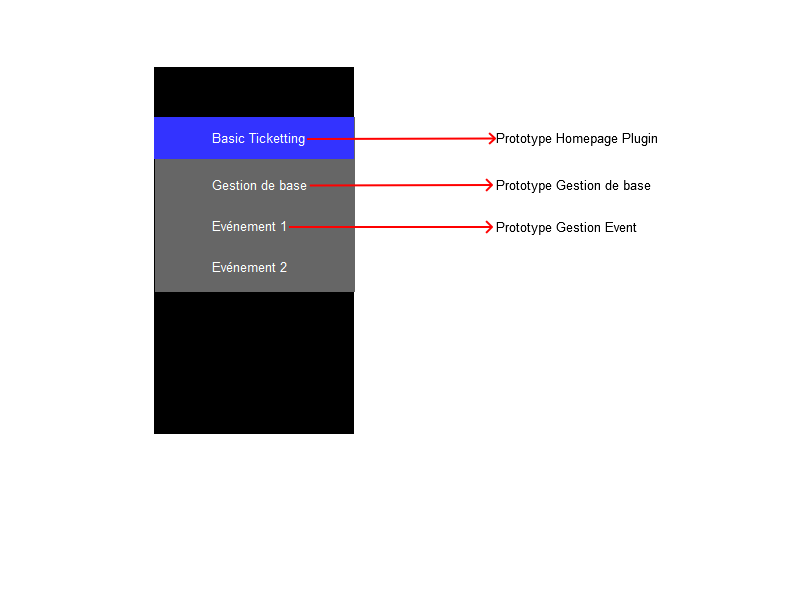 Basic Ticketting Prototype Homepage Plugin
Gestion de base Prototype Gestion de base
Evénement 1 Prototype Gestion Event
Evénement 2